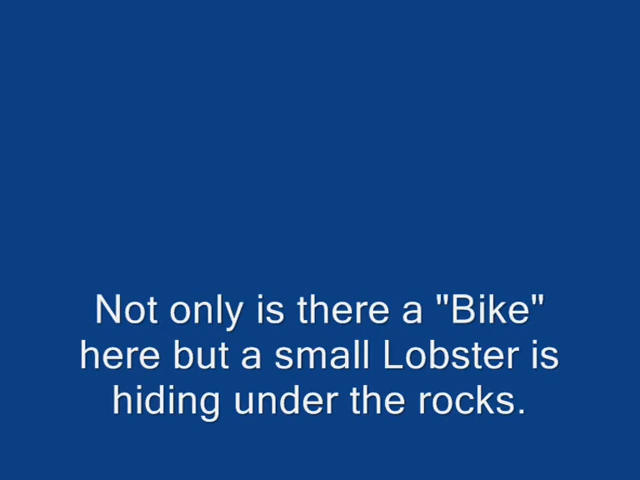 Not only is there a "Bike"
here but a small Lobster is
hiding under the rocks.